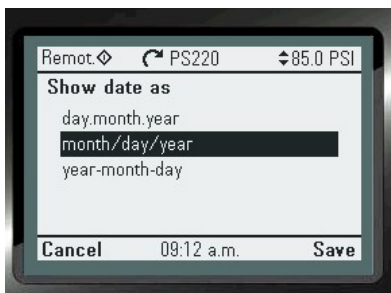 Remot. PS220 85.0 PSI
Show date as
day.month.year
month/day/year
year-month-day
Cancel 09:12 a.m. Save